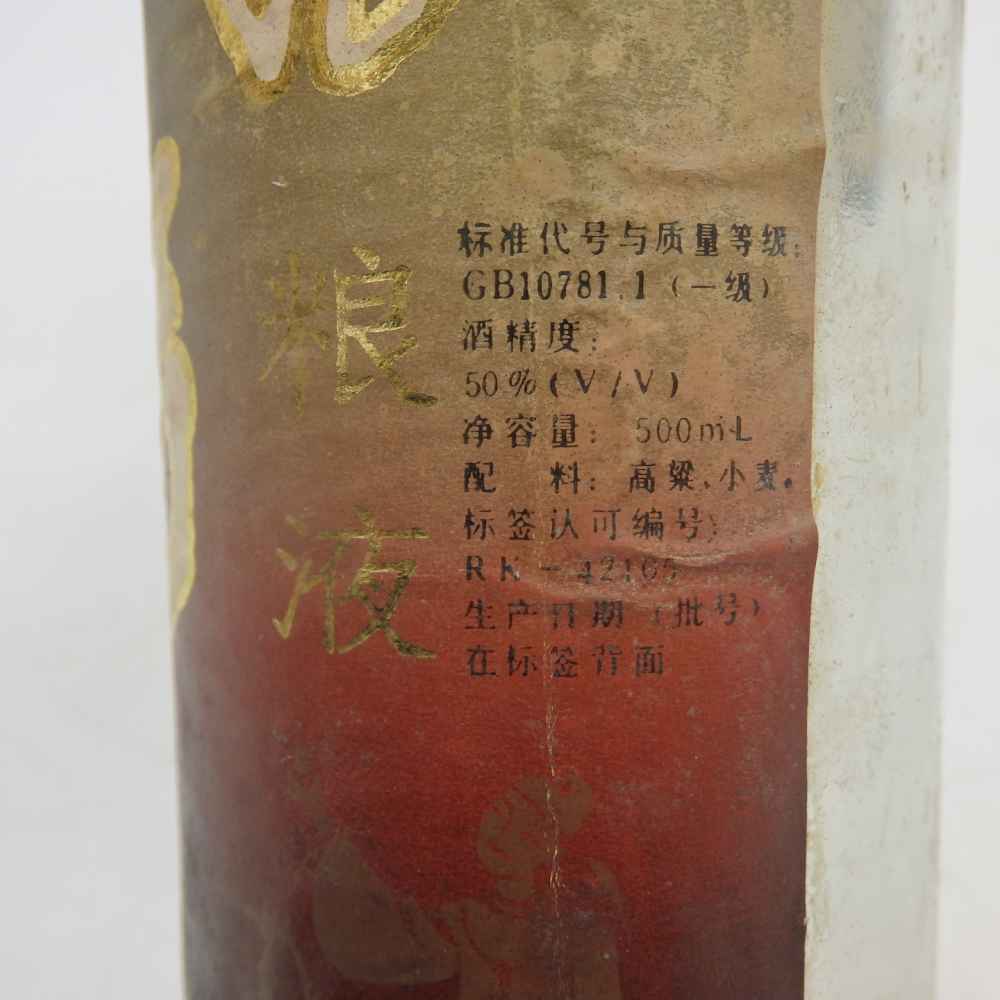 粮液
标准代号与质量等级:
GB10781.1(一级)
酒精度:
50%(V/V)
净容量: 500mL
配 料: 高粱、小麦。
标签认可编号:
RK-42165
生产日期(批号)
在标签背面